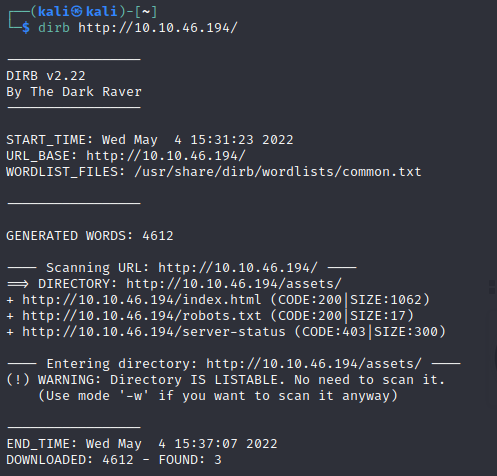 ┌──(kali㉿kali)-[~]
└─$ dirb http://10.10.46.194/
-----------------
DIRB v2.22
By The Dark Raver
-----------------
START_TIME: Wed May  4 15:31:23 2022
URL_BASE: http://10.10.46.194/
WORDLIST_FILES: /usr/share/dirb/wordlists/common.txt
-----------------
GENERATED WORDS: 4612
---- Scanning URL: http://10.10.46.194/ ----
==> DIRECTORY: http://10.10.46.194/assets/
+ http://10.10.46.194/index.html (CODE:200|SIZE:1062)
+ http://10.10.46.194/robots.txt (CODE:200|SIZE:17)
+ http://10.10.46.194/server-status (CODE:403|SIZE:300)
---- Entering directory: http://10.10.46.194/assets/ ----
(!) WARNING: Directory IS LISTABLE. No need to scan it.
    (Use mode '-w' if you want to scan it anyway)
-----------------
END_TIME: Wed May  4 15:37:07 2022
DOWNLOADED: 4612 - FOUND: 3